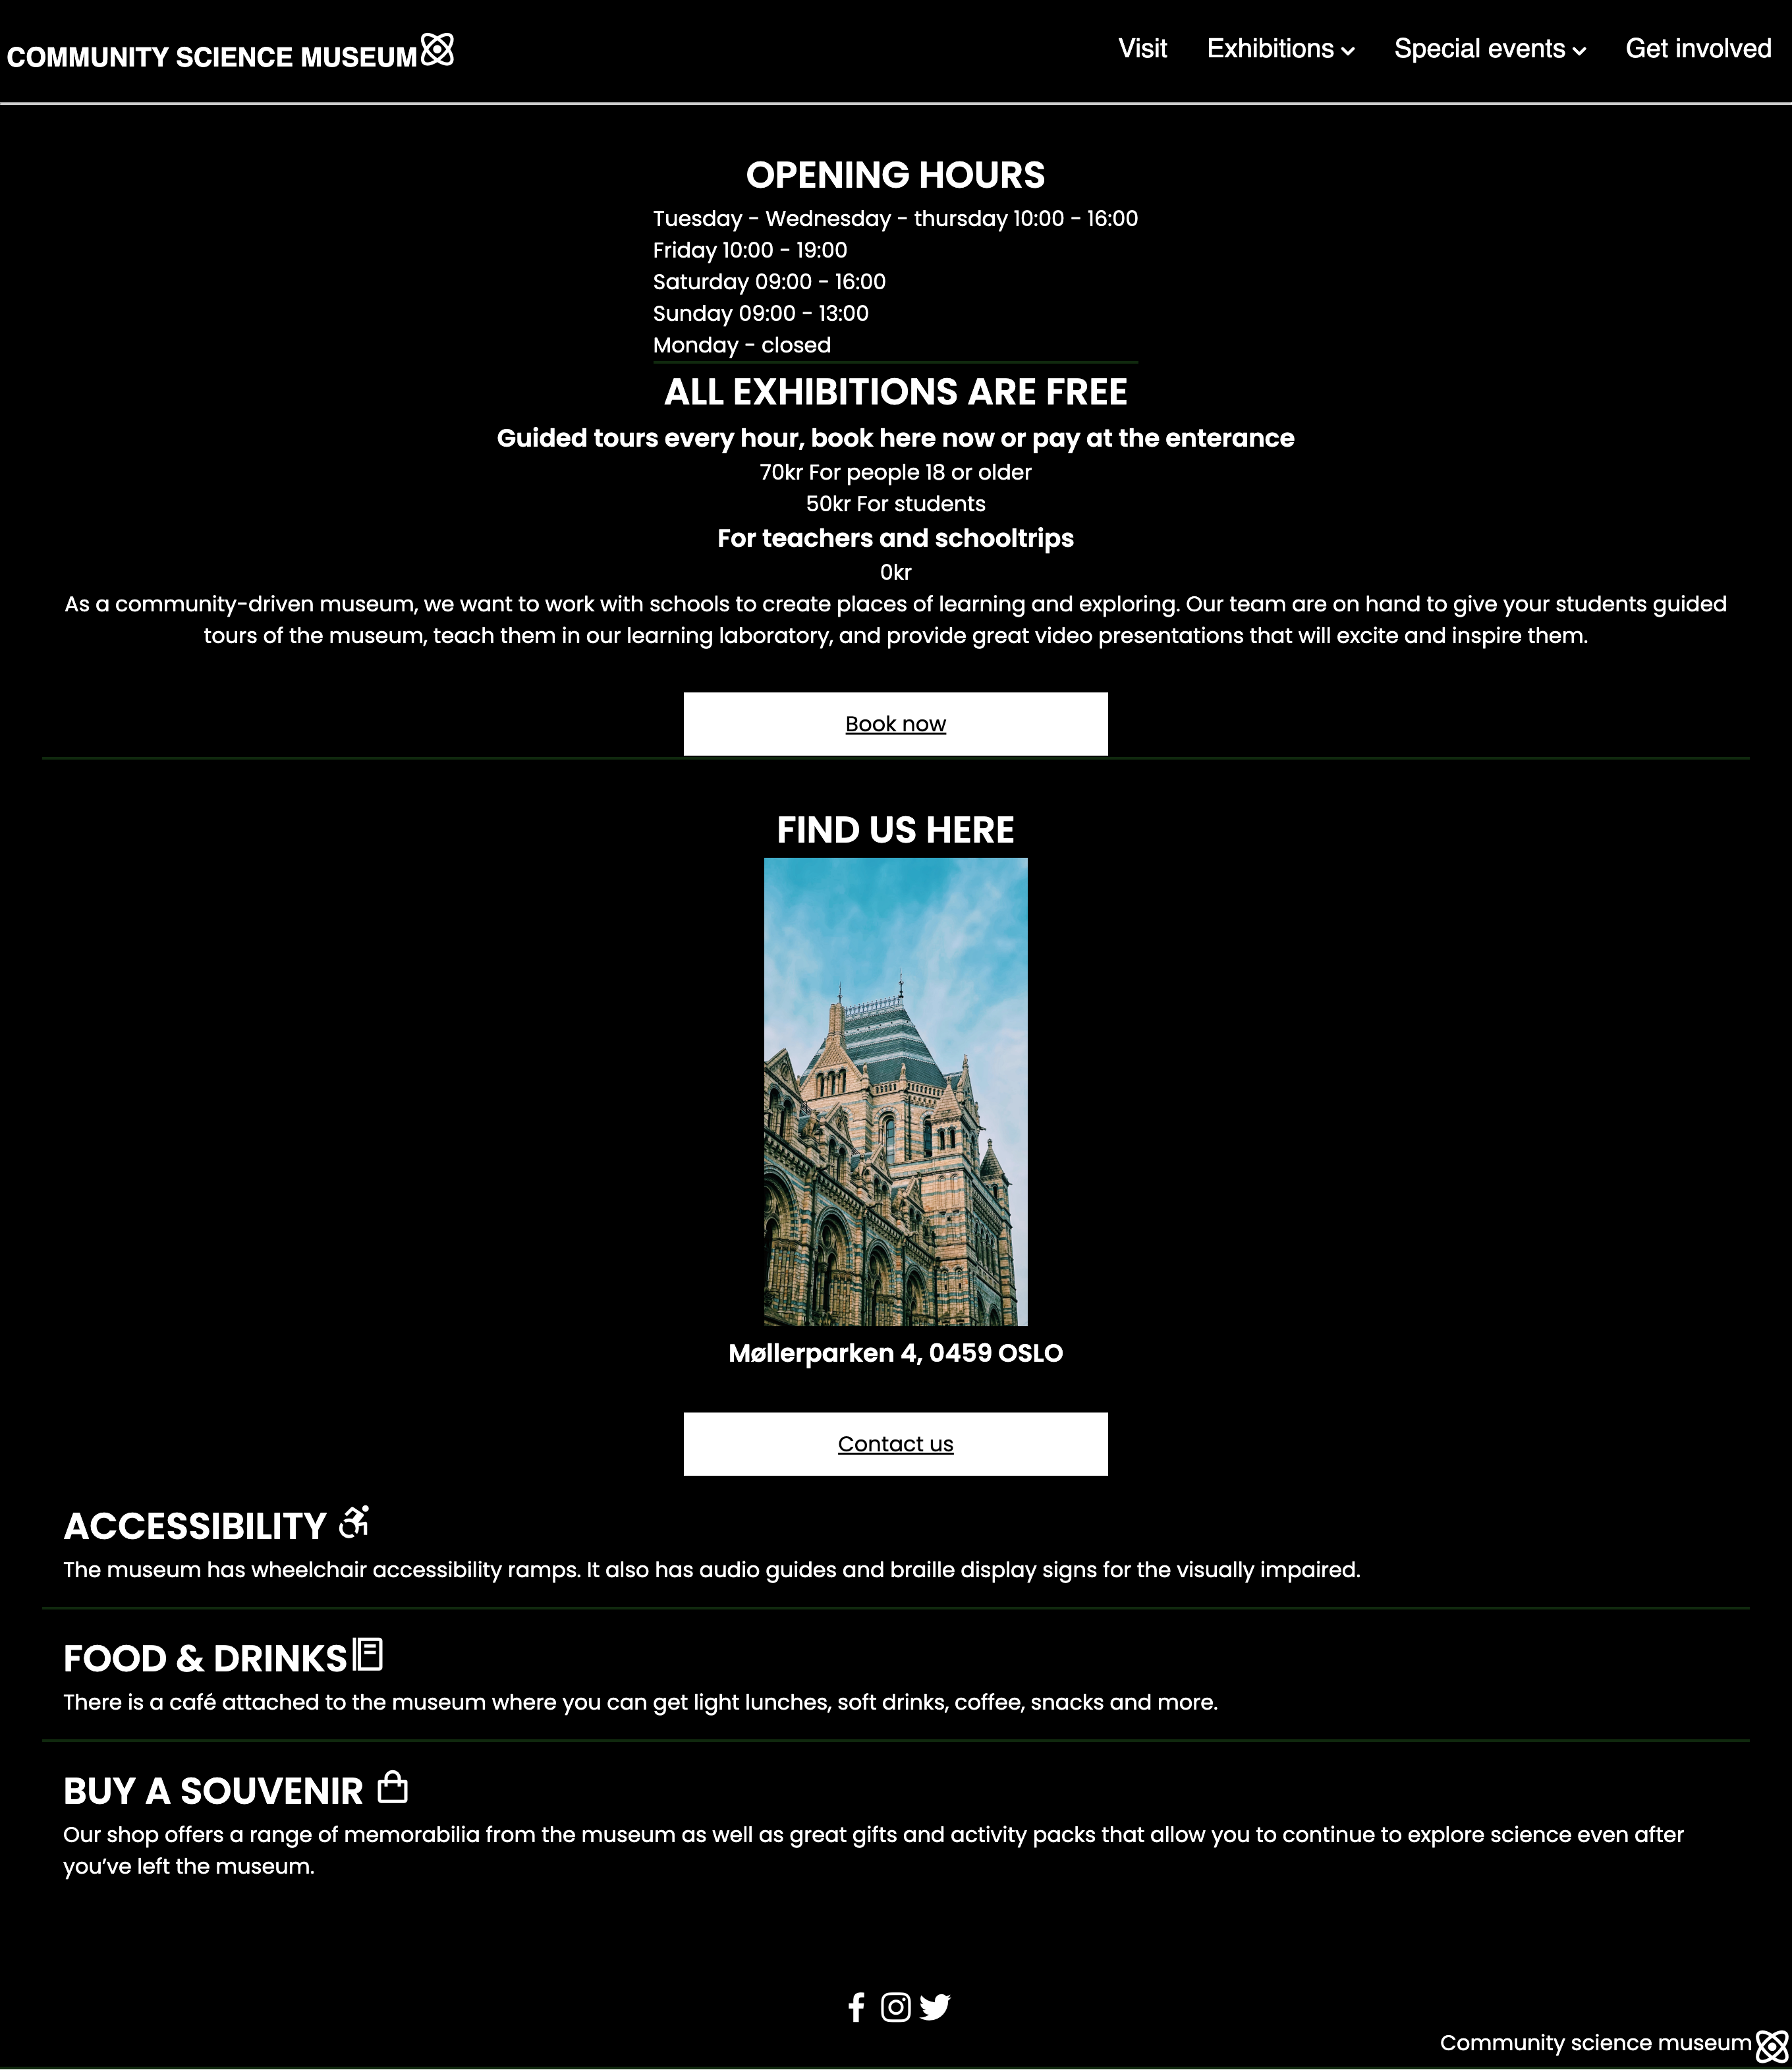 COMMUNITY SCIENCE MUSEUM
Visit Exhibitions Special events Get involved
OPENING HOURS
Tuesday - Wednesday - thursday 10:00 - 16:00
Friday 10:00 - 19:00
Saturday 09:00 - 16:00
Sunday 09:00 - 13:00
Monday - closed
ALL EXHIBITIONS ARE FREE
Guided tours every hour, book here now or pay at the enterance
70kr For people 18 or older
50kr For students
For teachers and schooltrips
0kr
As a community-driven museum, we want to work with schools to create places of learning and exploring. Our team are on hand to give your students guided
tours of the museum, teach them in our learning laboratory, and provide great video presentations that will excite and inspire them.
Book now
FIND US HERE
Møllerparken 4, 0459 OSLO
Contact us
ACCESSIBILITY
The museum has wheelchair accessibility ramps. It also has audio guides and braille display signs for the visually impaired.
FOOD & DRINKS
There is a café attached to the museum where you can get light lunches, soft drinks, coffee, snacks and more.
BUY A SOUVENIR
Our shop offers a range of memorabilia from the museum as well as great gifts and activity packs that allow you to continue to explore science even after
you’ve left the museum.
Community science museum